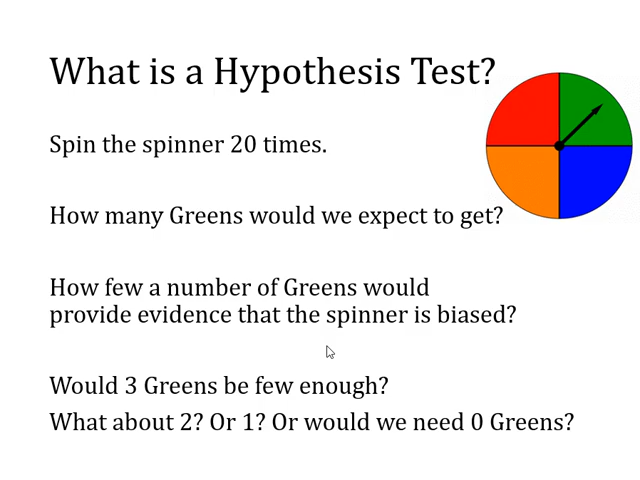 What is a Hypothesis Test?
Spin the spinner 20 times.
How many Greens would we expect to get?
How few a number of Greens would
provide evidence that the spinner is biased?
Would 3 Greens be few enough?
What about 2? Or 1? Or would we need 0 Greens?